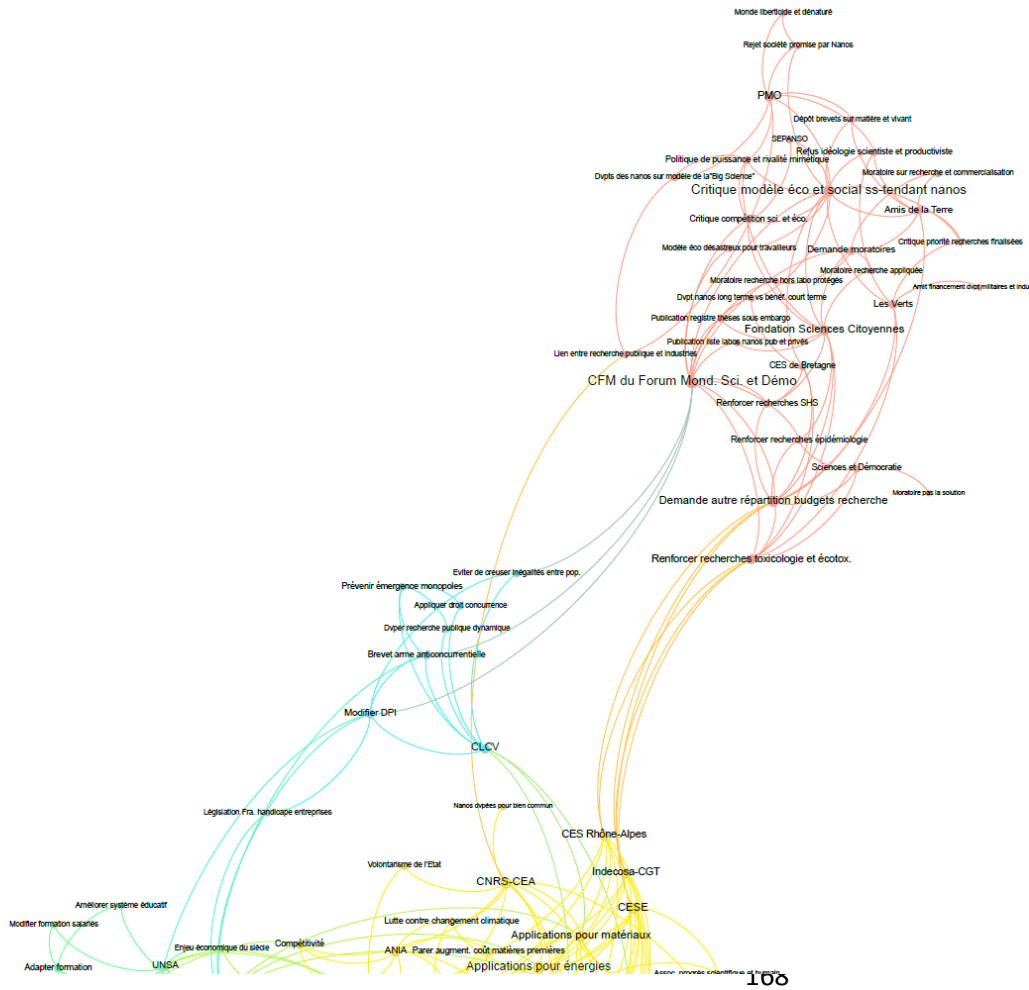 Monde liberticide et dénaturé
Rejet société promise par Nanos
PMO
Dépôt brevets sur matière et vivant
SEPANSO
Refus idéologie scientiste et productiviste
Politique de puissance et rivalité mimétique
Moratoire sur recherche et commercialisation
Dvpts des nanos sur modèle de la"Big Science"
Critique modèle éco et social ss-tendant nanos
Amis de la Terre
Critique compétition sci. et éco.
Critique priorité recherches finalisées
Modèle éco désastreux pour travailleurs
Demande moratoires
Moratoire recherche appliquée
Moratoire recherche hors labo protégés
Arrêt financement dvpt militaires et indu
Dvpt nanos long terme vs bénéf. court terme
Les Verts
Publication registre thèses sous embargo
Fondation Sciences Citoyennes
Publication liste labos nanos pub et privés
Lien entre recherche publique et industries
CES de Bretagne
CFM du Forum Mond. Sci. et Démo
Renforcer recherches SHS
Renforcer recherches épidémiologie
Sciences et Démocratie
Moratoire pas la solution
Demande autre répartition budgets recherche
Renforcer recherches toxicologie et écotox.
Eviter de creuser inégalités entre pop.
Prévenir émergence monopoles
Appliquer droit concurrence
Dvper recherche publique dynamique
Brevet arme anticoncurrentielle
Modifier DPI
CLCV
Nanos dvpées pour bien commun
Législation Fra. handicape entreprises
CES Rhône-Alpes
Volontarisme de l'Etat
Indecosa-CGT
CNRS-CEA
Améliorer système éducatif
CESE
Modifier formation salariés
Lutte contre changement climatique
Applications pour matériaux
Enjeu économique du siècle
Compétitivité
ANIA
Parer augment. coût matières premières
UNSA
Adapter formation
Applications pour énergies
Assoc. progrès scientifique et humain
168